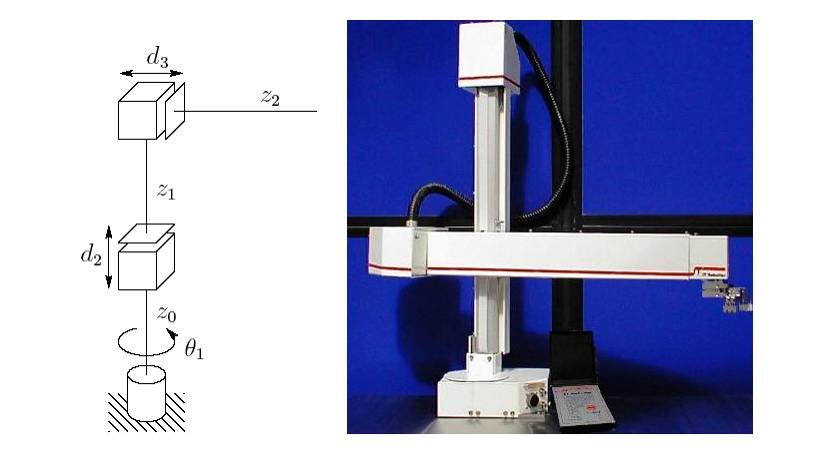 d₃
z₂
z₁
d₂
z₀
θ₁